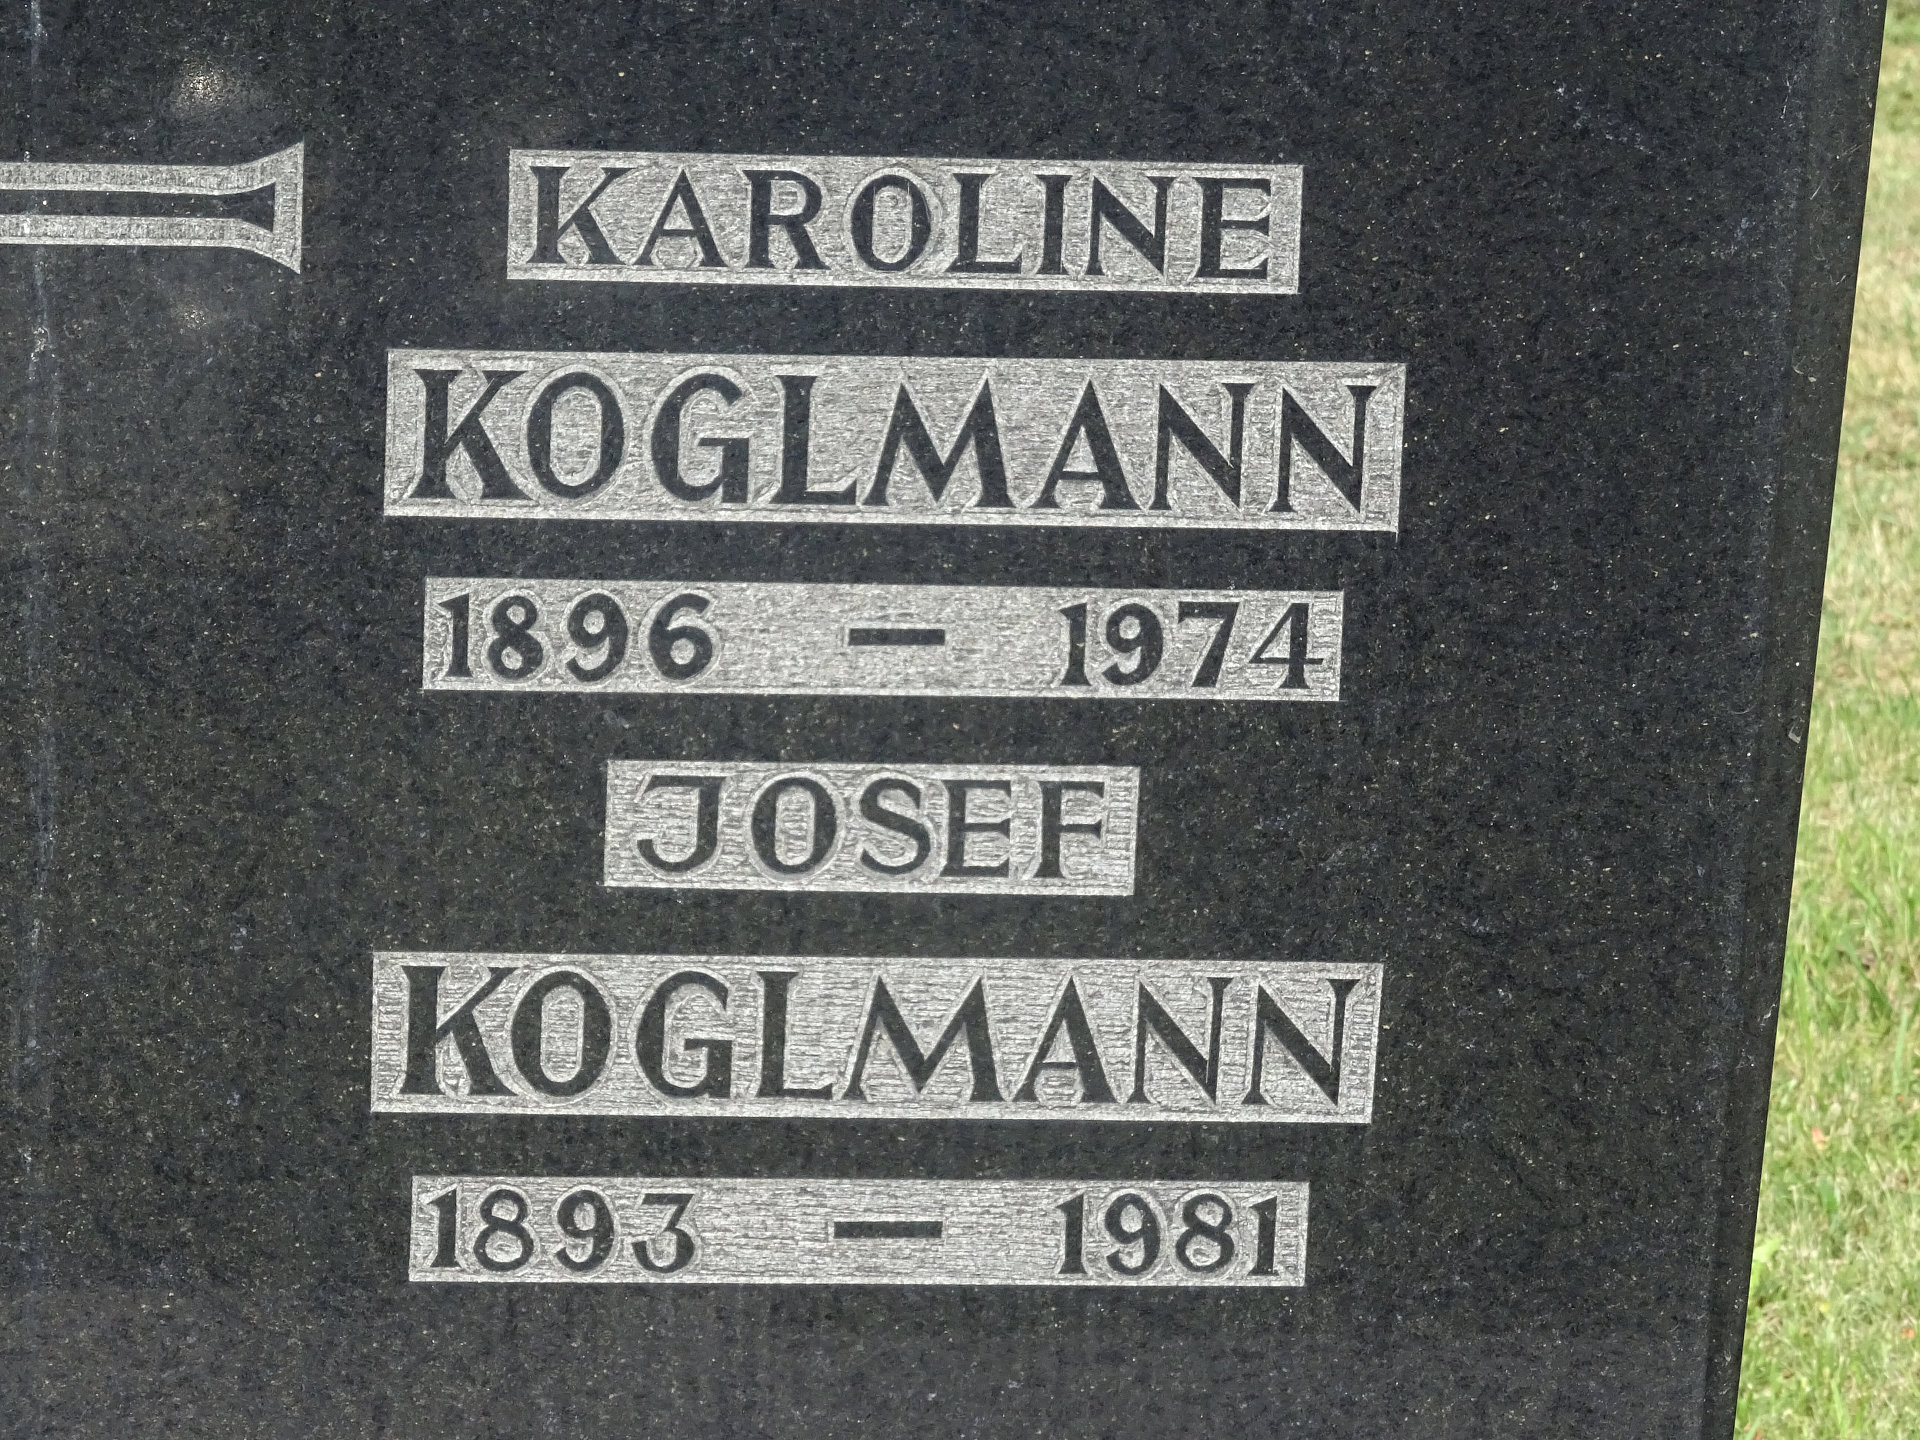 KAROLINE
KOGLMANN
1896 – 1974
JOSEF
KOGLMANN
1893 – 1981